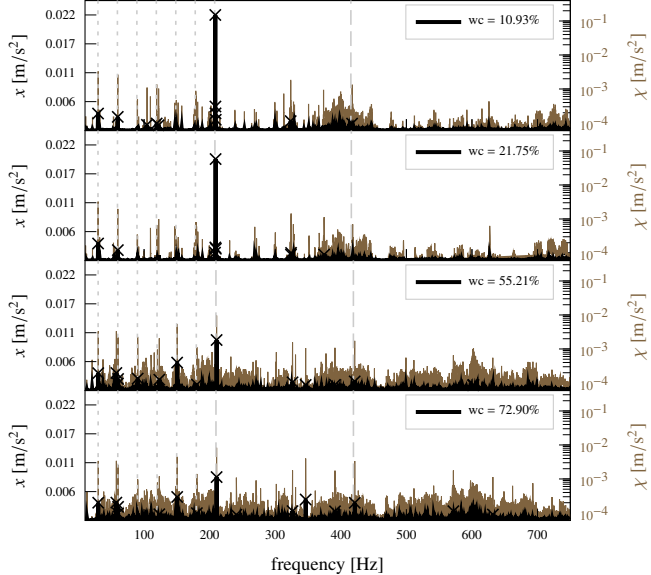 0.022
0.017
0.011
0.006
x [m/s²]
wc = 10.93%
10⁻¹
10⁻²
10⁻³
10⁻⁴
χ [m/s²]
0.022
0.017
0.011
0.006
x [m/s²]
wc = 21.75%
10⁻¹
10⁻²
10⁻³
10⁻⁴
χ [m/s²]
0.022
0.017
0.011
0.006
x [m/s²]
wc = 55.21%
10⁻¹
10⁻²
10⁻³
10⁻⁴
χ [m/s²]
0.022
0.017
0.011
0.006
x [m/s²]
wc = 72.90%
10⁻¹
10⁻²
10⁻³
10⁻⁴
χ [m/s²]
100 200 300 400 500 600 700
frequency [Hz]